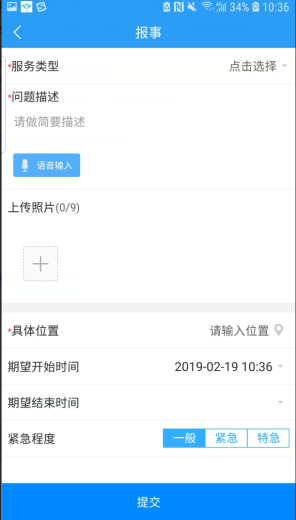 34% 10:36
报事
*服务类型 点击选择
*问题描述
请做简要描述
语音输入
上传照片(0/9)
*具体位置 请输入位置
期望开始时间 2019-02-19 10:36
期望结束时间
紧急程度 一般 紧急 特急
提交